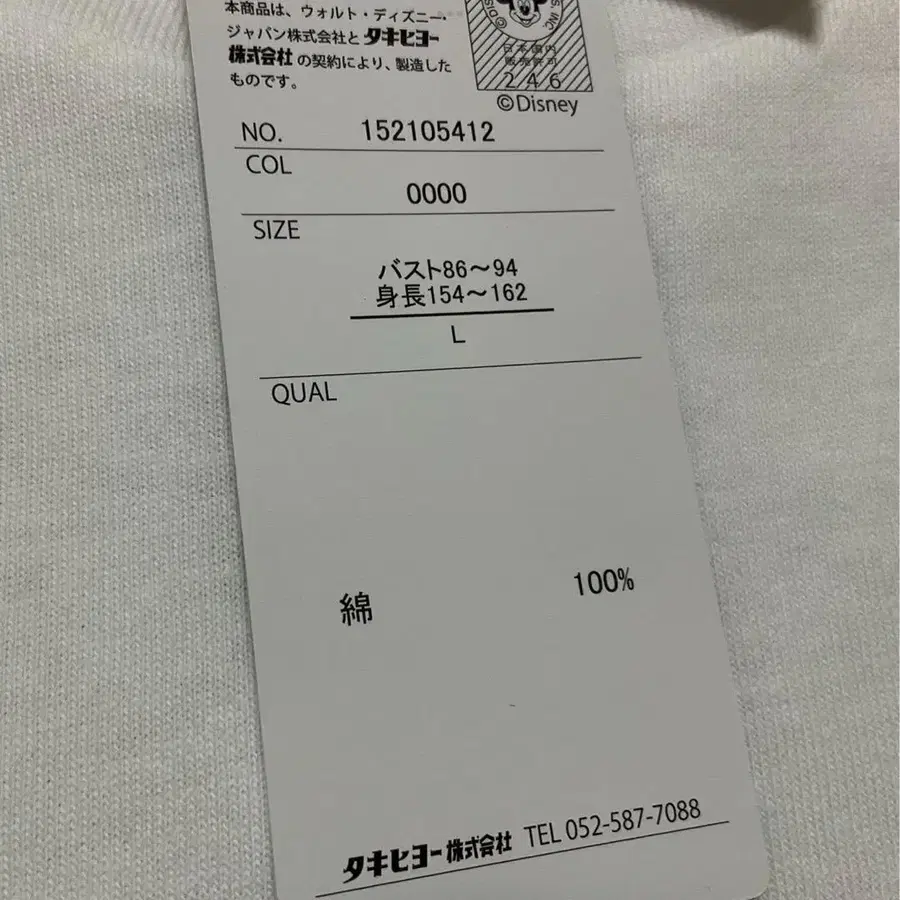 本商品は、ウォルト・ディズニー・
ジャパン株式会社とタキヒヨー
株式会社の契約により、製造した
ものです。
日本国内
販売許可
246
©Disney
NO. 152105412
COL
0000
SIZE
バスト86~94
身長154~162
L
QUAL
綿 100%
タキヒヨー株式会社 TEL 052-587-7088